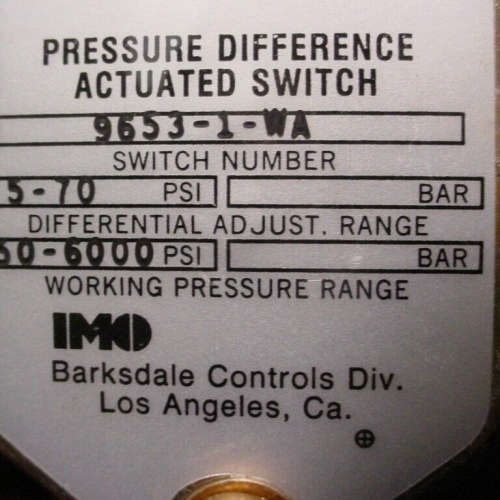 PRESSURE DIFFERENCE
ACTUATED SWITCH
9653-1-WA
SWITCH NUMBER
5-70 PSI BAR
DIFFERENTIAL ADJUST. RANGE
50-6000 PSI BAR
WORKING PRESSURE RANGE
IMO
Barksdale Controls Div.
Los Angeles, Ca.